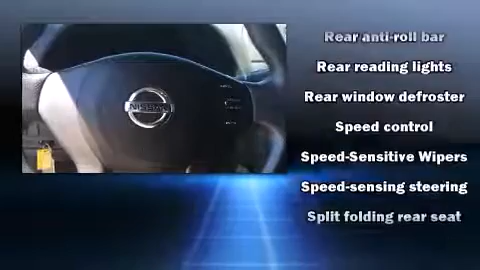 Rear anti-roll bar
Rear reading lights
Rear window defroster
Speed control
Speed-Sensitive Wipers
Speed-sensing steering
Split folding rear seat
NISSAN